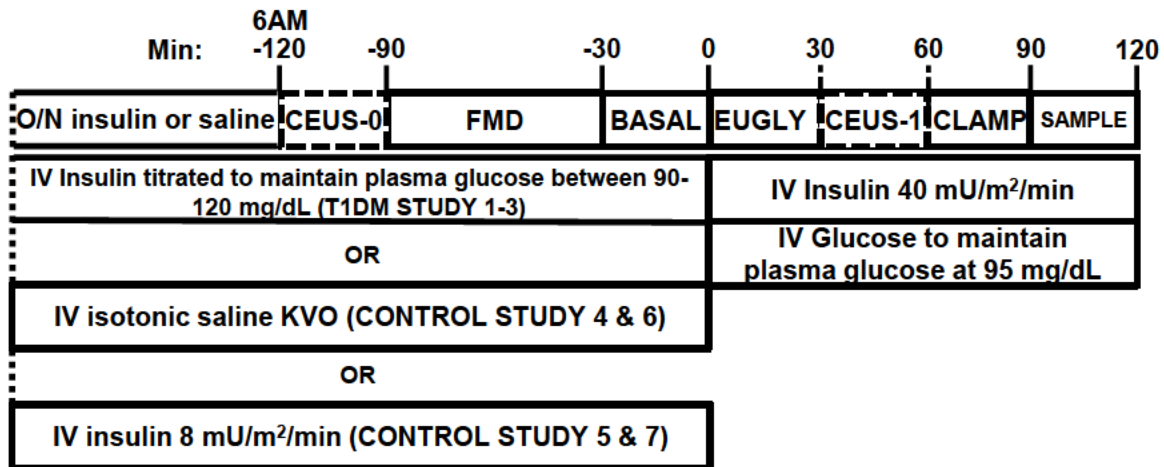 6AM
Min: -120 -90 -30 0 30 60 90 120
O/N insulin or saline CEUS-0 FMD BASAL EUGLY CEUS-1 CLAMP SAMPLE
IV Insulin titrated to maintain plasma glucose between 90-
120 mg/dL (T1DM STUDY 1-3)
IV Insulin 40 mU/m²/min
OR
IV Glucose to maintain
plasma glucose at 95 mg/dL
IV isotonic saline KVO (CONTROL STUDY 4 & 6)
OR
IV insulin 8 mU/m²/min (CONTROL STUDY 5 & 7)